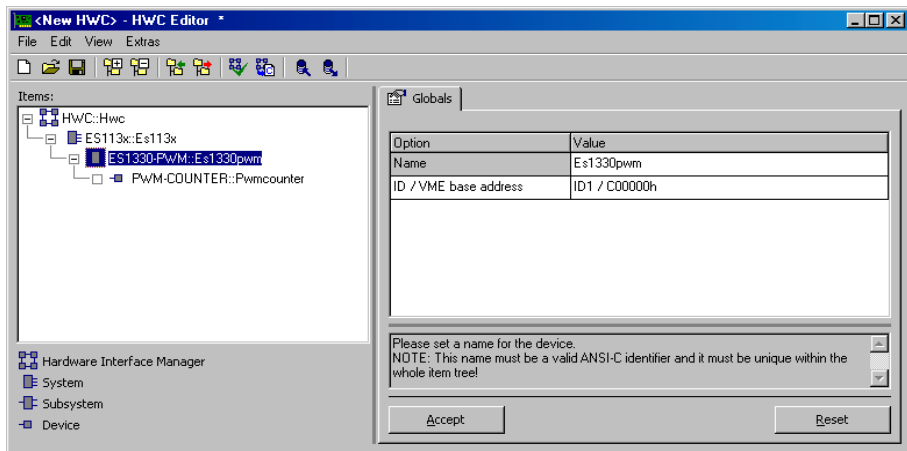 <New HWC> - HWC Editor *
File Edit View Extras
Items:
HWC::Hwc
ES113x::Es113x
ES1330-PWM::Es1330pwm
PWM-COUNTER::Pwmcounter
Hardware Interface Manager
System
Subsystem
Device
Globals
Option Value
Name Es1330pwm
ID / VME base address ID1 / C00000h
Please set a name for the device.
NOTE: This name must be a valid ANSI-C identifier and it must be unique within the
whole item tree!
Accept Reset